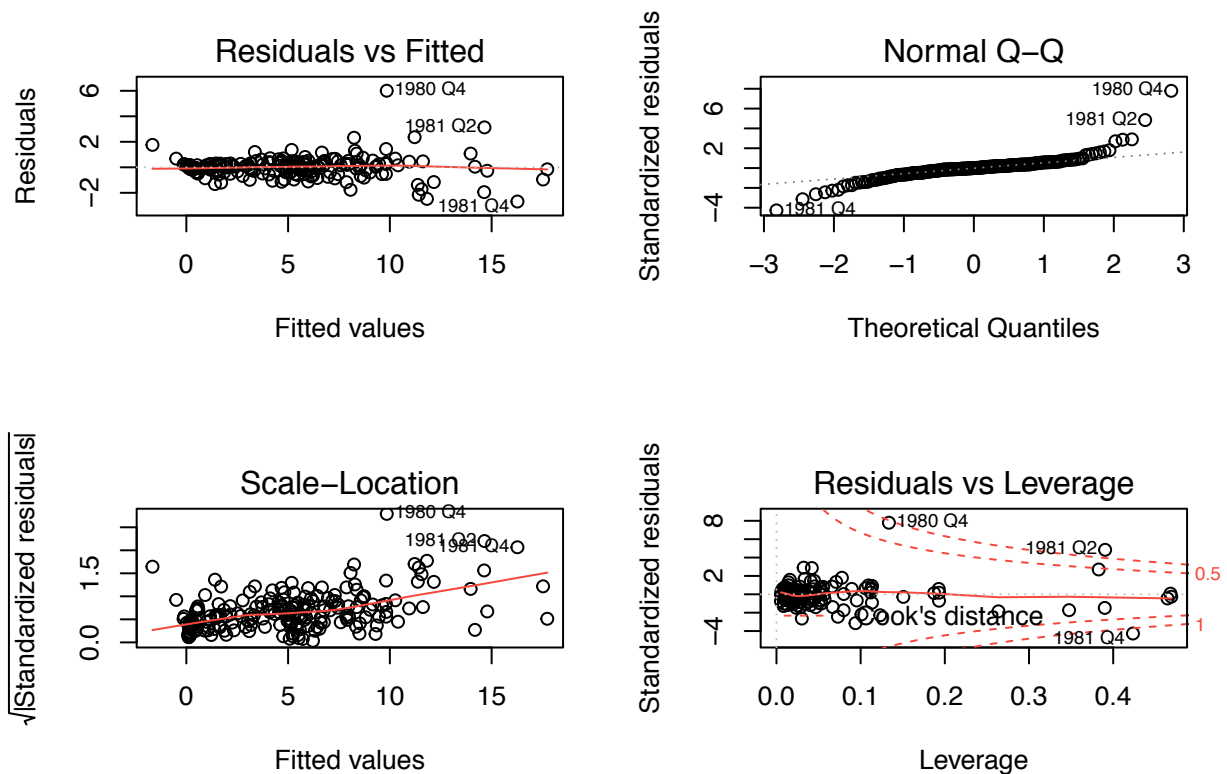 Residuals vs Fitted
Residuals
6
2
−2
1980 Q4
1981 Q2
1981 Q4
0 5 10 15
Fitted values
Normal Q−Q
Standardized residuals
6
2
−4
1980 Q4
1981 Q2
1981 Q4
−3 −2 −1 0 1 2 3
Theoretical Quantiles
Scale−Location
√|Standardized residuals|
1.5
0.0
1980 Q4
1981 Q2
1981 Q4
0 5 10 15
Fitted values
Residuals vs Leverage
Standardized residuals
8
2
−4
1980 Q4
1981 Q2
0.5
Cook's distance
1
1981 Q4
0.0 0.1 0.2 0.3 0.4
Leverage